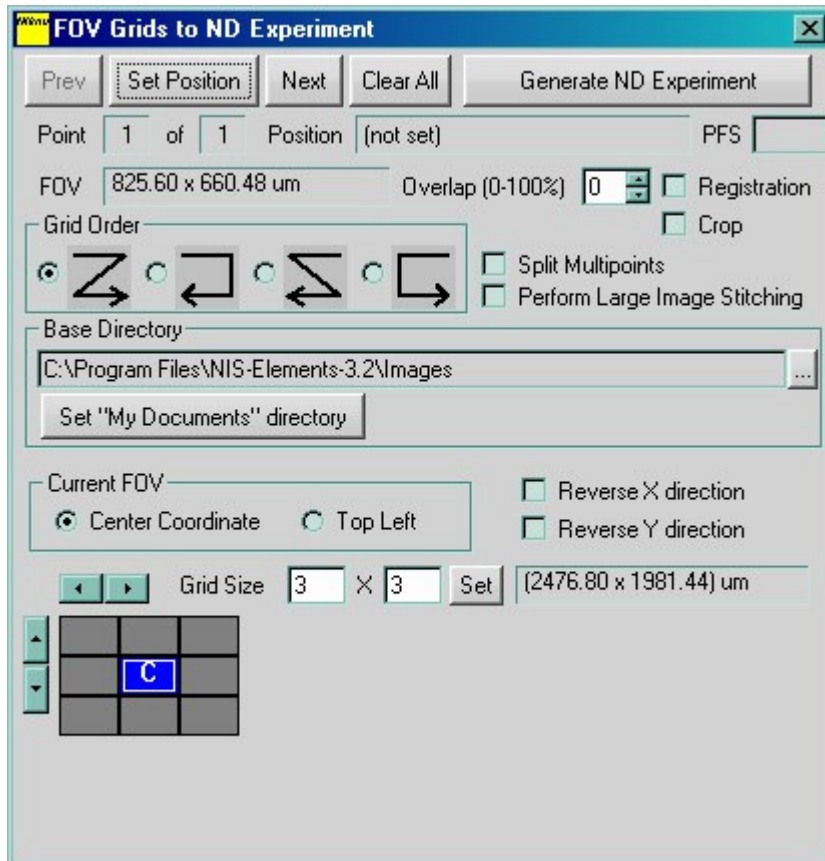 FOV Grids to ND Experiment
Prev Set Position Next Clear All Generate ND Experiment
Point 1 of 1 Position (not set) PFS
FOV 825.60 x 660.48 um Overlap (0-100%) 0 Registration
Crop
Grid Order
Split Multipoints
Perform Large Image Stitching
Base Directory
C:\Program Files\NIS-Elements-3.2\Images ...
Set "My Documents" directory
Current FOV
Center Coordinate Top Left
Reverse X direction
Reverse Y direction
Grid Size 3 X 3 Set (2476.80 x 1981.44) um
C